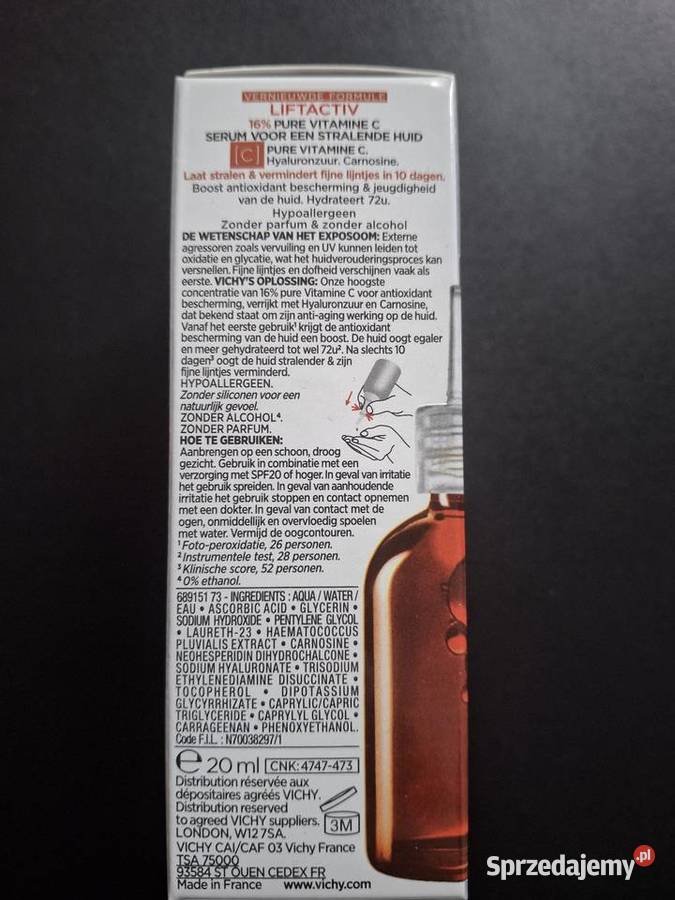 VERNIEUWDE FORMULE
LIFTACTIV
16% PURE VITAMINE C
SERUM VOOR EEN STRALENDE HUID
[C] PURE VITAMINE C.
Hyaluronzuur. Carnosine.
Laat stralen & vermindert fijne lijntjes in 10 dagen.
Boost antioxidant bescherming & jeugdigheid
van de huid. Hydrateert 72u.
Hypoallergeen
Zonder parfum & zonder alcohol
DE WETENSCHAP VAN HET EXPOSOOM: Externe
agressoren zoals vervuiling en UV kunnen leiden tot
oxidatie en glycatie, wat het huidverouderingsproces kan
versnellen. Fijne lijntjes en dofheid verschijnen vaak als
eerste. VICHY'S OPLOSSING: Onze hoogste
concentratie van 16% pure Vitamine C voor antioxidant
bescherming, verrijkt met Hyaluronzuur en Carnosine,
dat bekend staat om zijn anti-aging werking op de huid.
Vanaf het eerste gebruik¹ krijgt de antioxidant
bescherming van de huid een boost. De huid oogt egaler
en meer gehydrateerd tot wel 72u². Na slechts 10
dagen³ oogt de huid stralender & zijn
fijne lijntjes verminderd.
HYPOALLERGEEN.
Zonder siliconen voor een
natuurlijk gevoel.
ZONDER ALCOHOL⁴.
ZONDER PARFUM.
HOE TE GEBRUIKEN:
Aanbrengen op een schoon, droog
gezicht. Gebruik in combinatie met een
verzorging met SPF20 of hoger. In geval van irritatie
het gebruik spreiden. In geval van aanhoudende
irritatie het gebruik stoppen en contact opnemen
met een dokter. In geval van contact met de
ogen, onmiddellijk en overvloedig spoelen
met water. Vermijd de oogcontouren.
¹ Foto-peroxidatie, 26 personen.
² Instrumentele test, 28 personen.
³ Klinische score, 52 personen.
⁴ 0% ethanol.
689151 73 - INGREDIENTS : AQUA / WATER /
EAU • ASCORBIC ACID • GLYCERIN •
SODIUM HYDROXIDE • PENTYLENE GLYCOL
• LAURETH-23 • HAEMATOCOCCUS
PLUVIALIS EXTRACT • CARNOSINE •
NEOHESPERIDIN DIHYDROCHALCONE •
SODIUM HYALURONATE • TRISODIUM
ETHYLENEDIAMINE DISUCCINATE •
TOCOPHEROL • DIPOTASSIUM
GLYCYRRHIZATE • CAPRYLIC/CAPRIC
TRIGLYCERIDE • CAPRYLYL GLYCOL •
CARRAGEENAN • PHENOXYETHANOL.
Code F.I.L. : N70038297/1
e 20 ml CNK: 4747-473
Distribution réservée aux
dépositaires agréés VICHY.
Distribution reserved
to agreed VICHY suppliers.
3M
LONDON, W12 7SA.
VICHY CAI/CAF 03 Vichy France
TSA 75000
93584 ST OUEN CEDEX FR
Made in France www.vichy.com
Sprzedajemy.pl